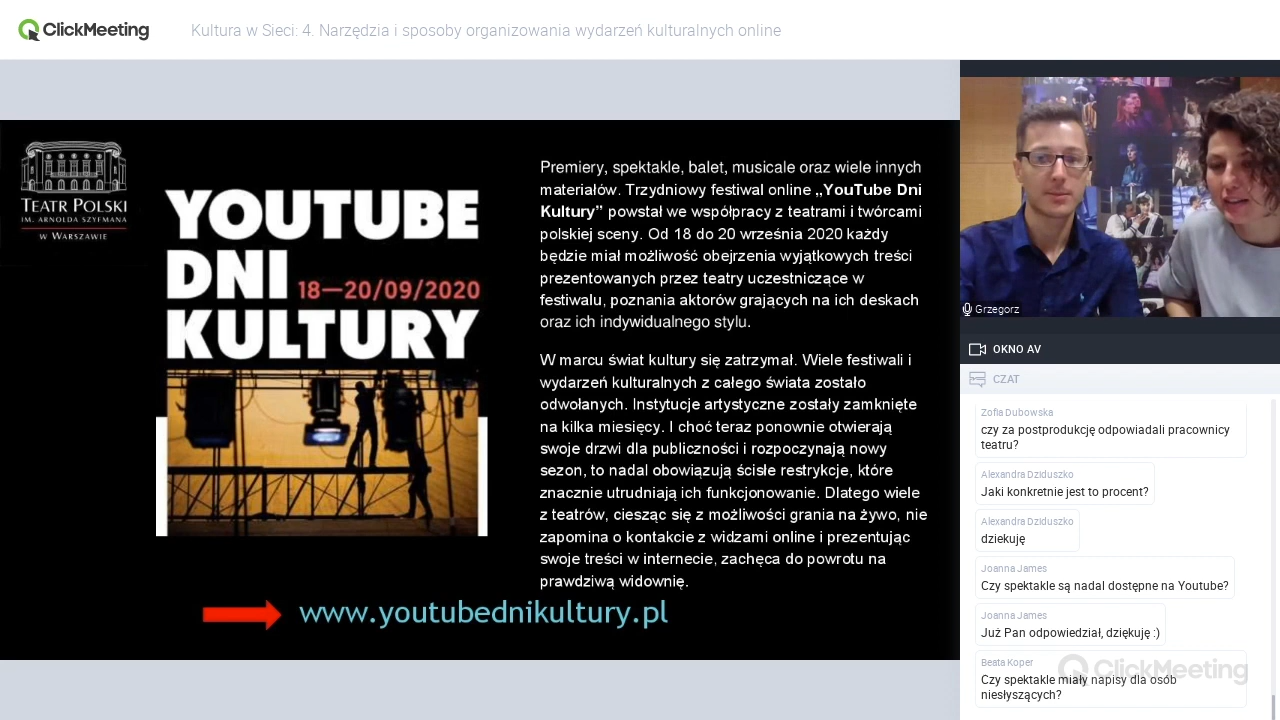 ClickMeeting
Kultura w Sieci: 4. Narzędzia i sposoby organizowania wydarzeń kulturalnych online
TEATR POLSKI
IM. ARNOLDA SZYFMANA
W WARSZAWIE
YOUTUBE
DNI
18—20/09/2020
KULTURY
Premiery, spektakle, balet, musicale oraz wiele innych
materiałów. Trzydniowy festiwal online „YouTube Dni
Kultury” powstał we współpracy z teatrami i twórcami
polskiej sceny. Od 18 do 20 września 2020 każdy
będzie miał możliwość obejrzenia wyjątkowych treści
prezentowanych przez teatry uczestniczące w
festiwalu, poznania aktorów grających na ich deskach
oraz ich indywidualnego stylu.
W marcu świat kultury się zatrzymał. Wiele festiwali i
wydarzeń kulturalnych z całego świata zostało
odwołanych. Instytucje artystyczne zostały zamknięte
na kilka miesięcy. I choć teraz ponownie otwierają
swoje drzwi dla publiczności i rozpoczynają nowy
sezon, to nadal obowiązują ścisłe restrykcje, które
znacznie utrudniają ich funkcjonowanie. Dlatego wiele
z teatrów, ciesząc się z możliwości grania na żywo, nie
zapomina o kontakcie z widzami online i prezentując
swoje treści w internecie, zachęca do powrotu na
prawdziwą widownię.
www.youtubednikultury.pl
Grzegorz
OKNO AV
CZAT
Zofia Dubowska
czy za postprodukcję odpowiadali pracownicy
teatru?
Alexandra Dziduszko
Jaki konkretnie jest to procent?
Alexandra Dziduszko
dziekuję
Joanna James
Czy spektakle są nadal dostępne na Youtube?
Joanna James
Już Pan odpowiedział, dziękuję :)
Beata Koper
Czy spektakle miały napisy dla osób
niesłyszących?
ClickMeeting